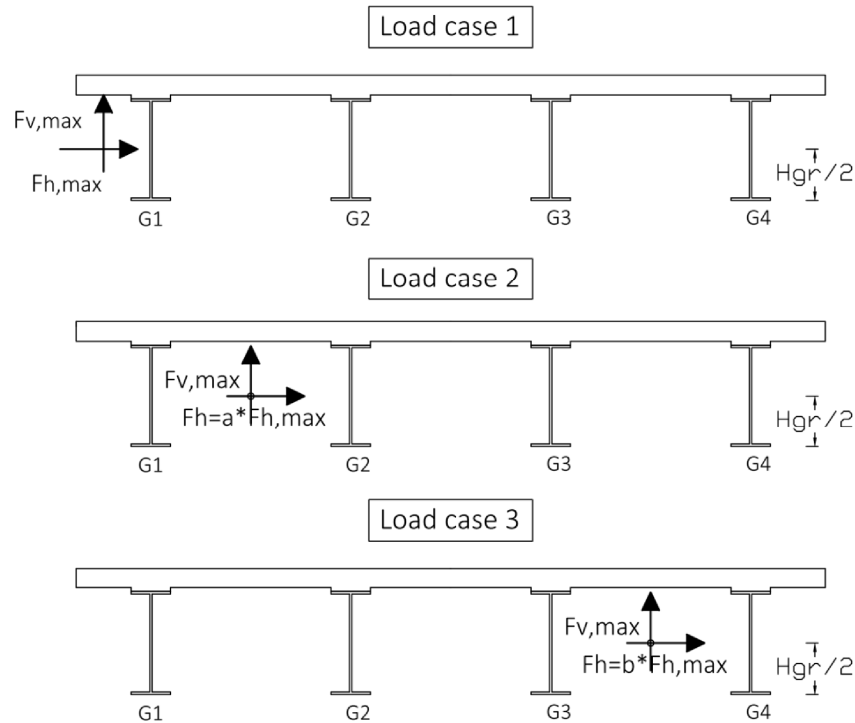 Load case 1
Fv,max
Fh,max
Hgr/2
G1 G2 G3 G4
Load case 2
Fv,max
Fh=a*Fh,max
Hgr/2
G1 G2 G3 G4
Load case 3
Fv,max
Fh=b*Fh,max
Hgr/2
G1 G2 G3 G4